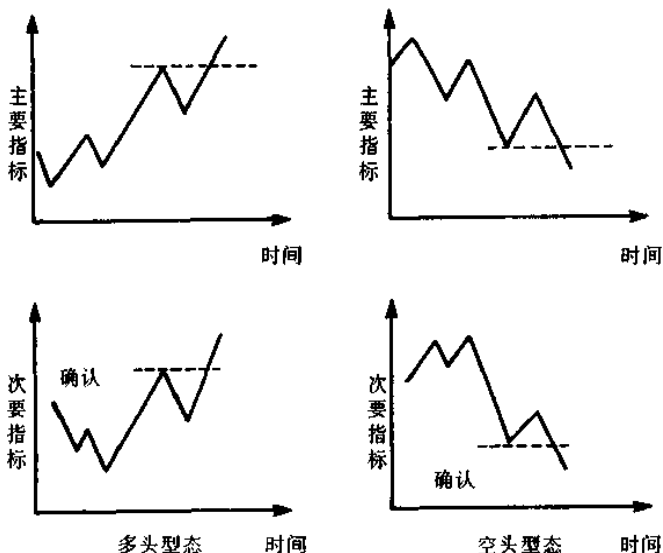 主要指标
主要指标
时间
时间
次要指标
确认
次要指标
确认
多头型态
时间
空头型态
时间